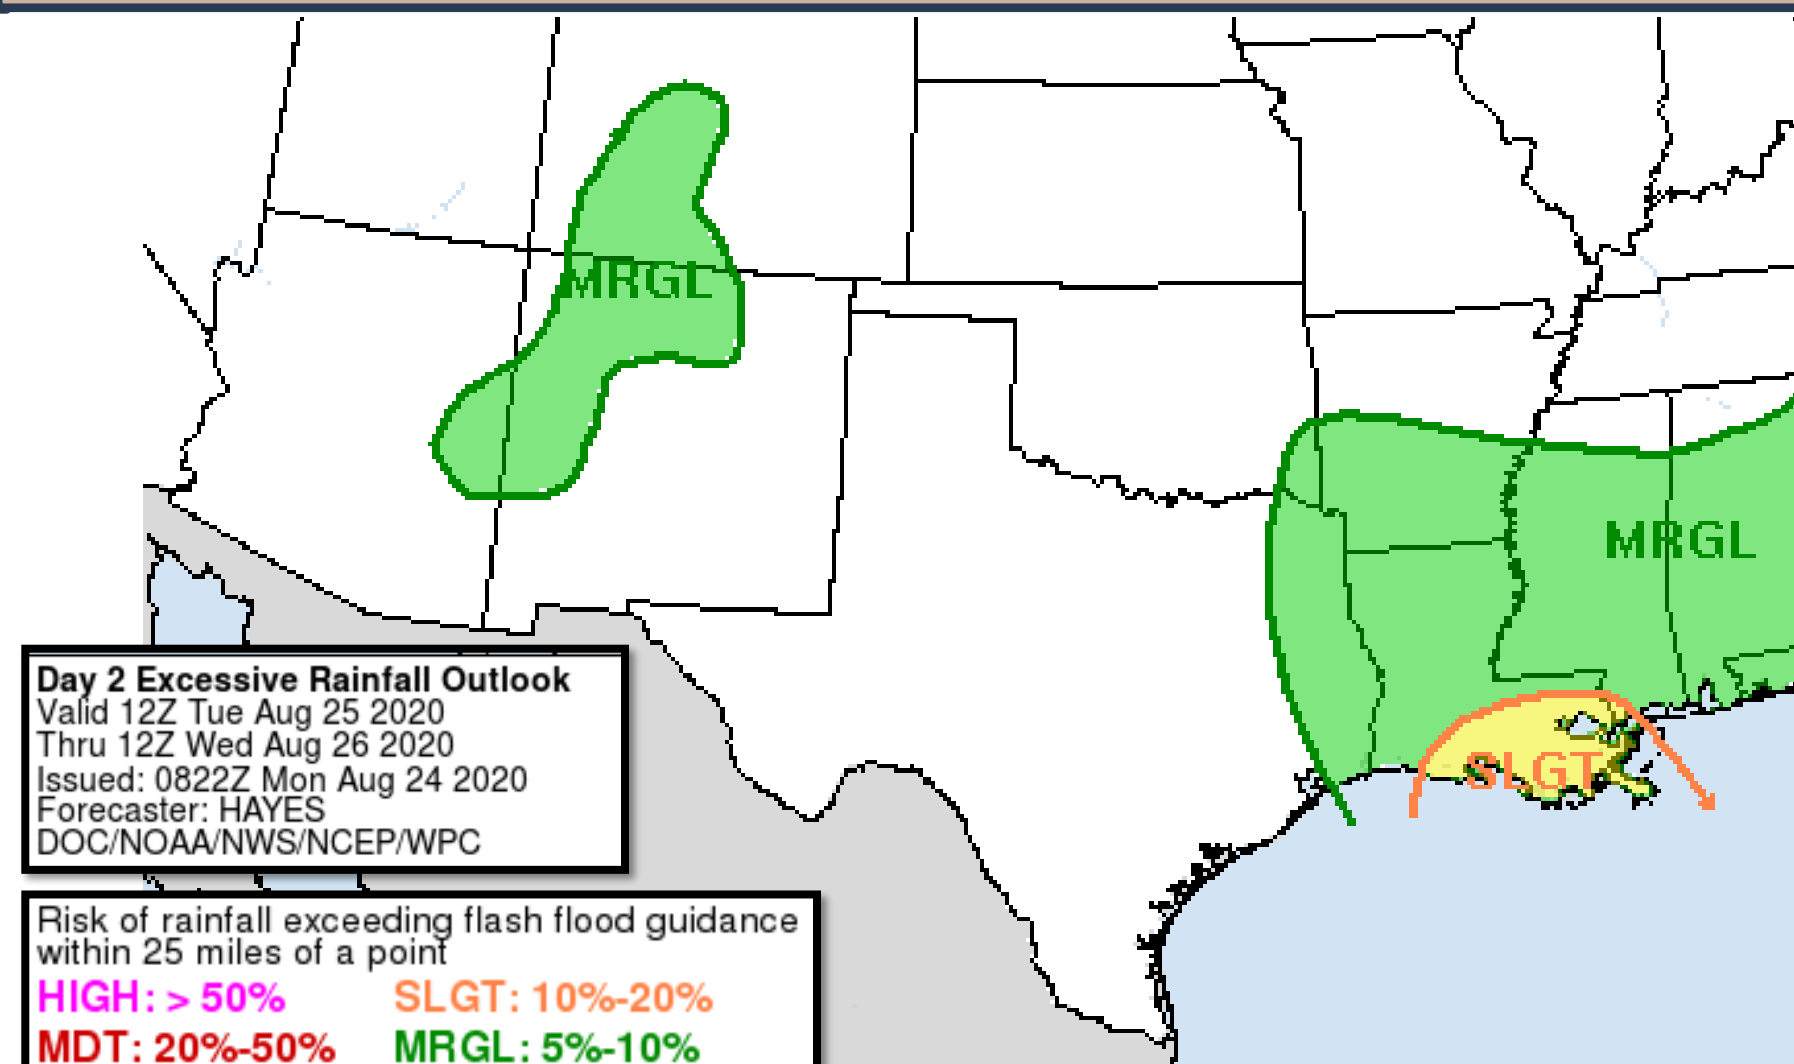 MRGL
MRGL
SLGT
Day 2 Excessive Rainfall Outlook
Valid 12Z Tue Aug 25 2020
Thru 12Z Wed Aug 26 2020
Issued: 0822Z Mon Aug 24 2020
Forecaster: HAYES
DOC/NOAA/NWS/NCEP/WPC
Risk of rainfall exceeding flash flood guidance
within 25 miles of a point
HIGH: > 50% SLGT: 10%-20%
MDT: 20%-50% MRGL: 5%-10%